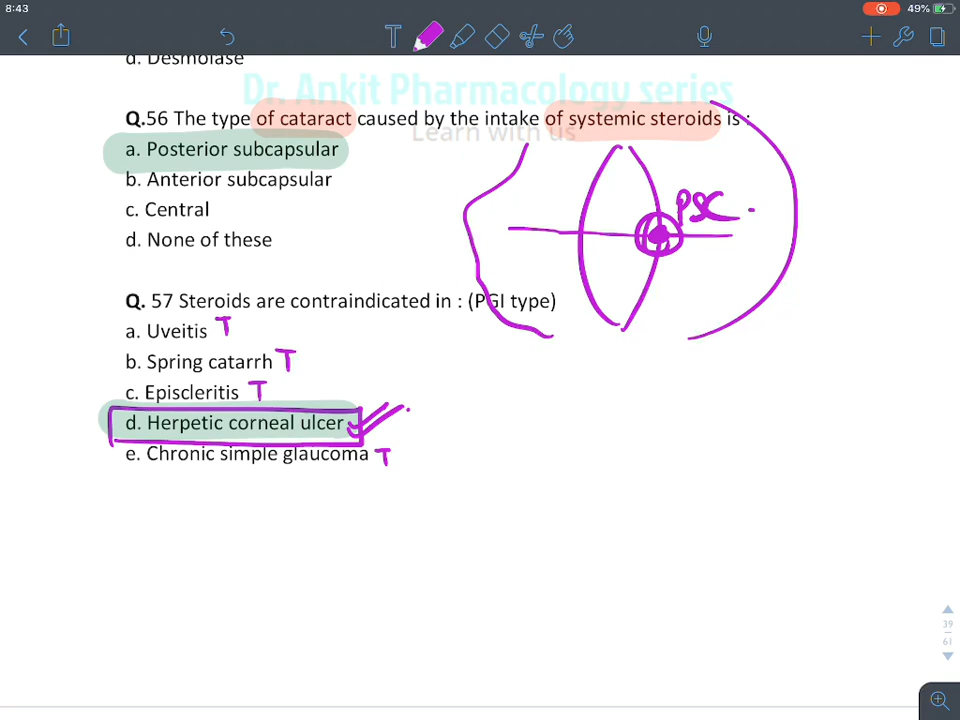 8:43
49%
T
d. Desmolase
Dr. Ankit Pharmacology series
Learn with us
Q.56 The type of cataract caused by the intake of systemic steroids is :
a. Posterior subcapsular
b. Anterior subcapsular
c. Central
d. None of these
PSC
Q. 57 Steroids are contraindicated in : (PGI type)
a. Uveitis T
b. Spring catarrh T
c. Episcleritis T
d. Herpetic corneal ulcer
e. Chronic simple glaucoma T
39
61